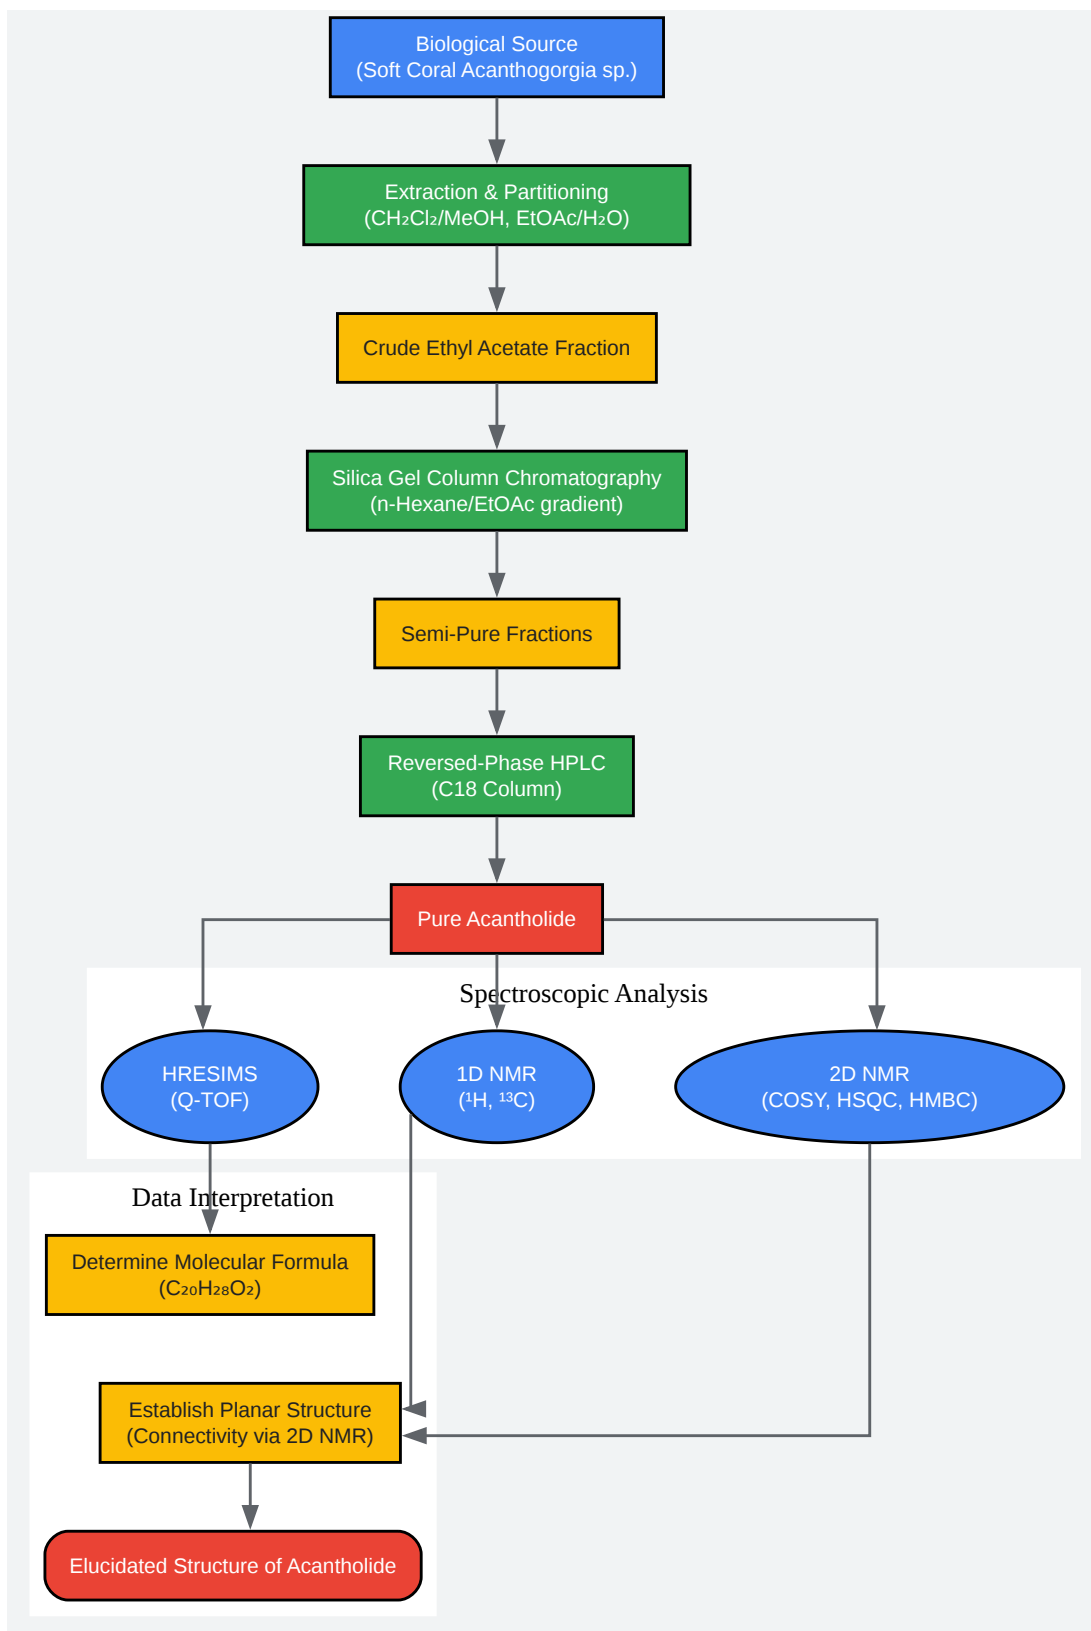 Biological Source
(Soft Coral Acanthogorgia sp.)
Extraction & Partitioning
(CH₂Cl₂/MeOH, EtOAc/H₂O)
Crude Ethyl Acetate Fraction
Silica Gel Column Chromatography
(n-Hexane/EtOAc gradient)
Semi-Pure Fractions
Reversed-Phase HPLC
(C18 Column)
Pure Acantholide
Spectroscopic Analysis
HRESIMS
(Q-TOF)
1D NMR
(¹H, ¹³C)
2D NMR
(COSY, HSQC, HMBC)
Data Interpretation
Determine Molecular Formula
(C₂₀H₂₈O₂)
Establish Planar Structure
(Connectivity via 2D NMR)
Elucidated Structure of Acantholide